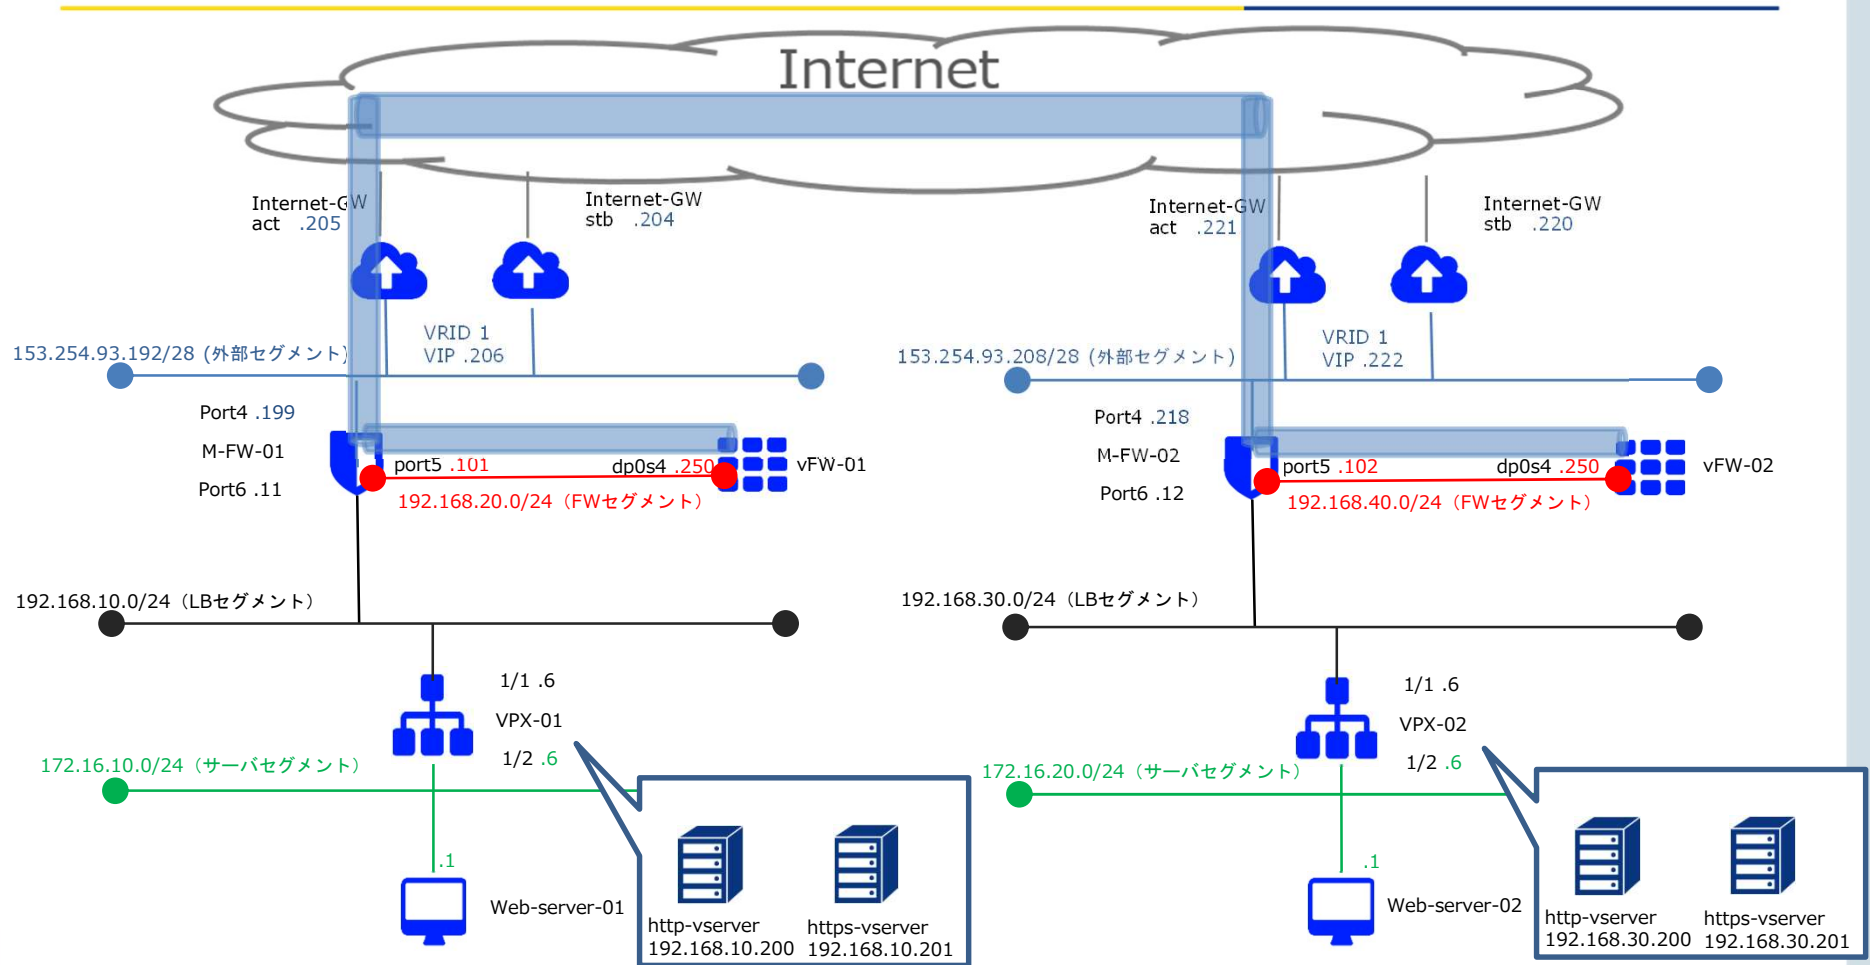 Internet
Internet-GW
act .205
Internet-GW
stb .204
Internet-GW
act .221
Internet-GW
stb .220
VRID 1
VIP .206
153.254.93.192/28 (外部セグメント)
VRID 1
VIP .222
153.254.93.208/28 (外部セグメント)
Port4 .199
M-FW-01
Port6 .11
port5 .101
dp0s4 .250
vFW-01
192.168.20.0/24（FWセグメント）
Port4 .218
M-FW-02
Port6 .12
port5 .102
dp0s4 .250
vFW-02
192.168.40.0/24（FWセグメント）
192.168.10.0/24（LBセグメント）
192.168.30.0/24（LBセグメント）
1/1 .6
VPX-01
1/2 .6
172.16.10.0/24（サーバセグメント）
1/1 .6
VPX-02
1/2 .6
172.16.20.0/24（サーバセグメント）
.1
Web-server-01
http-vserver
192.168.10.200
https-vserver
192.168.10.201
.1
Web-server-02
http-vserver
192.168.30.200
https-vserver
192.168.30.201